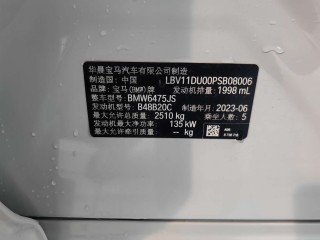 华晨宝马汽车有限公司制造
制造国：中国 LBV11DU00PSB08006
品牌：宝马(BMW)牌 发动机排量：1998 mL
整车型号：BMW6475JS
发动机型号：B48B20C 制造年月：2023-06
最大允许总质量：2510 kg 乘坐人数：5
发动机最大净功率：135 kW
最大允许牵引质量：-- kg